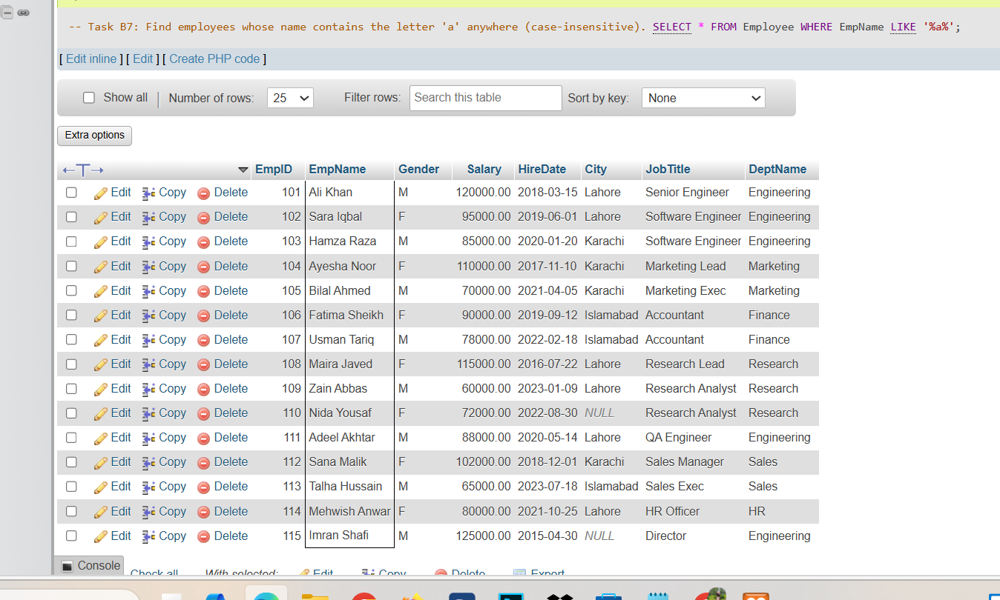 -- Task B7: Find employees whose name contains the letter 'a' anywhere (case-insensitive). SELECT * FROM Employee WHERE EmpName LIKE '%a%';
[ Edit inline ] [ Edit ] [ Create PHP code ]
Show all | Number of rows: 25 Filter rows: Search this table Sort by key: None
Extra options
←T→ EmpID EmpName Gender Salary HireDate City JobTitle DeptName
Edit Copy Delete 101 Ali Khan M 120000.00 2018-03-15 Lahore Senior Engineer Engineering
Edit Copy Delete 102 Sara Iqbal F 95000.00 2019-06-01 Lahore Software Engineer Engineering
Edit Copy Delete 103 Hamza Raza M 85000.00 2020-01-20 Karachi Software Engineer Engineering
Edit Copy Delete 104 Ayesha Noor F 110000.00 2017-11-10 Karachi Marketing Lead Marketing
Edit Copy Delete 105 Bilal Ahmed M 70000.00 2021-04-05 Karachi Marketing Exec Marketing
Edit Copy Delete 106 Fatima Sheikh F 90000.00 2019-09-12 Islamabad Accountant Finance
Edit Copy Delete 107 Usman Tariq M 78000.00 2022-02-18 Islamabad Accountant Finance
Edit Copy Delete 108 Maira Javed F 115000.00 2016-07-22 Lahore Research Lead Research
Edit Copy Delete 109 Zain Abbas M 60000.00 2023-01-09 Lahore Research Analyst Research
Edit Copy Delete 110 Nida Yousaf F 72000.00 2022-08-30 NULL Research Analyst Research
Edit Copy Delete 111 Adeel Akhtar M 88000.00 2020-05-14 Lahore QA Engineer Engineering
Edit Copy Delete 112 Sana Malik F 102000.00 2018-12-01 Karachi Sales Manager Sales
Edit Copy Delete 113 Talha Hussain M 65000.00 2023-07-18 Islamabad Sales Exec Sales
Edit Copy Delete 114 Mehwish Anwar F 80000.00 2021-10-25 Lahore HR Officer HR
Edit Copy Delete 115 Imran Shafi M 125000.00 2015-04-30 NULL Director Engineering
Console Check all With selected: Edit Copy Delete Export